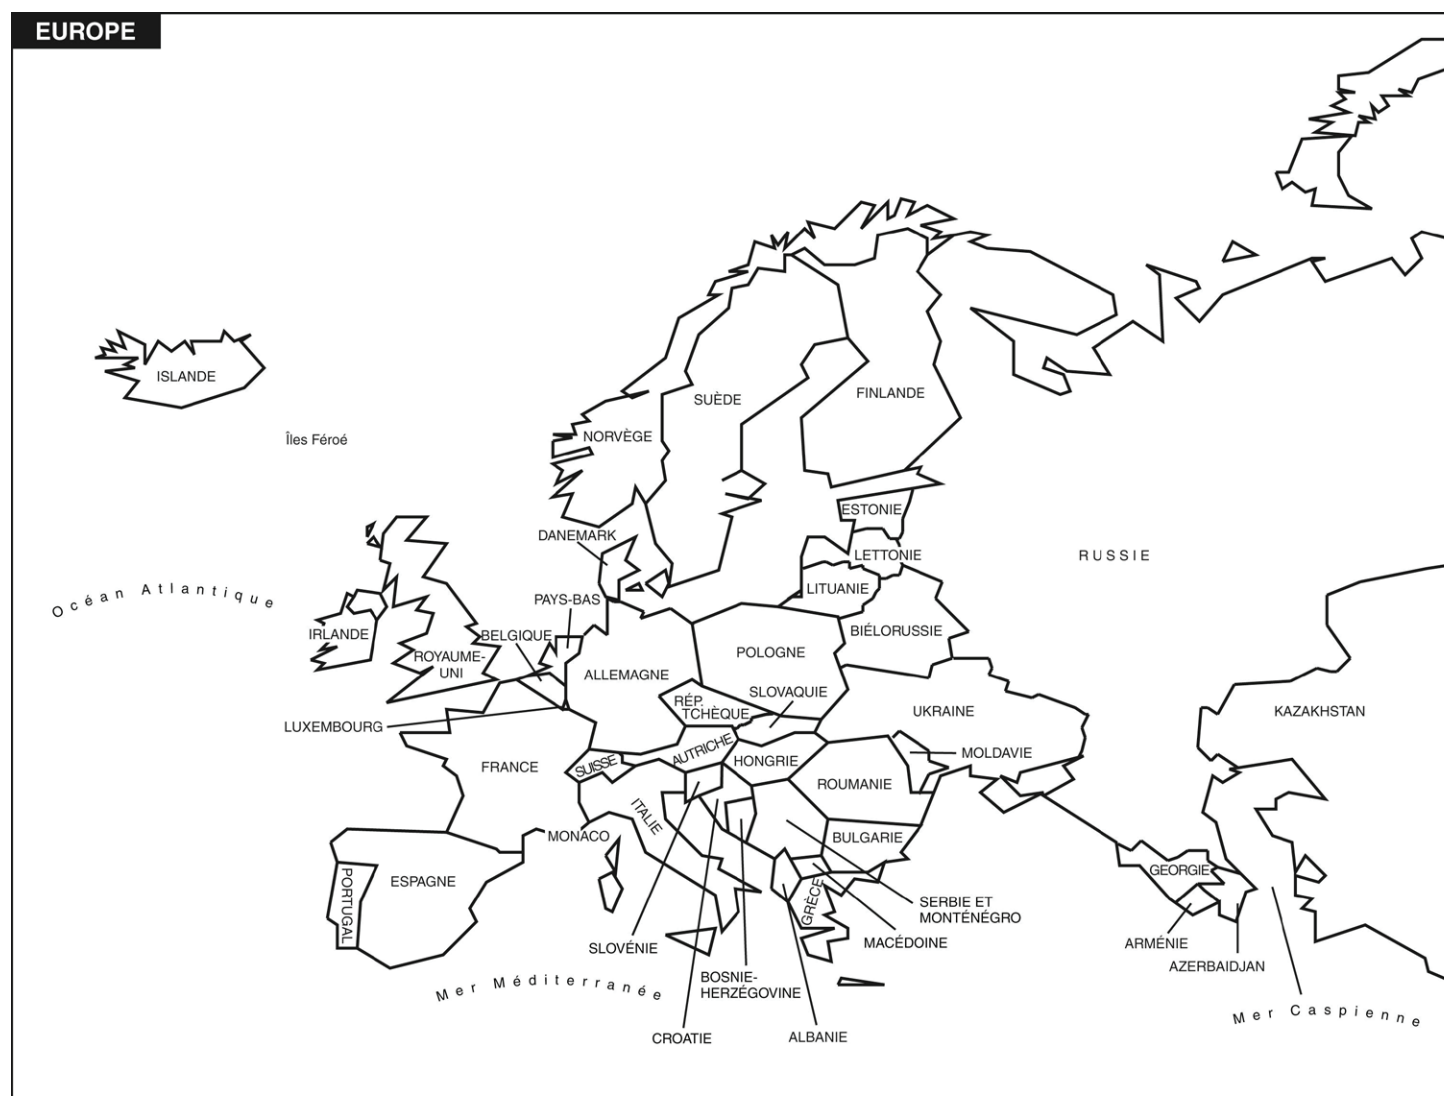 EUROPE
ISLANDE
Îles Féroé
SUÈDE
FINLANDE
NORVÈGE
ESTONIE
DANEMARK
LETTONIE
RUSSIE
Océan Atlantique
LITUANIE
PAYS-BAS
BIÉLORUSSIE
IRLANDE
BELGIQUE
ROYAUME-
UNI
POLOGNE
ALLEMAGNE
SLOVAQUIE
RÉP.
TCHÈQUE
UKRAINE
KAZAKHSTAN
LUXEMBOURG
AUTRICHE
MOLDAVIE
HONGRIE
FRANCE
SUISSE
ROUMANIE
ITALIE
MONACO
BULGARIE
GEORGIE
ESPAGNE
PORTUGAL
GRÈCE
SERBIE ET
MONTÉNÉGRO
MACÉDOINE
SLOVÉNIE
ARMÉNIE
AZERBAIDJAN
BOSNIE-
HERZÉGOVINE
Mer Méditerranée
Mer Caspienne
CROATIE
ALBANIE